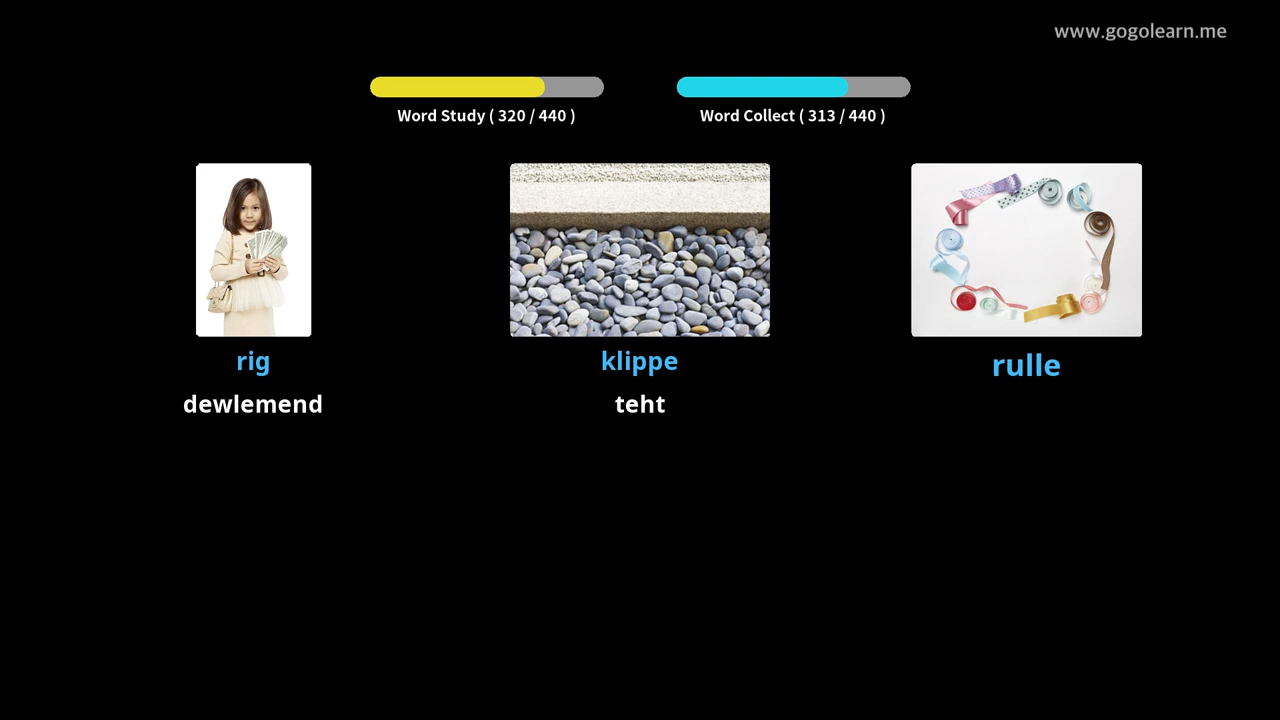 www.gogolearn.me
Word Study ( 320 / 440 )
Word Collect ( 313 / 440 )
rig
klippe
rulle
dewlemend
teht